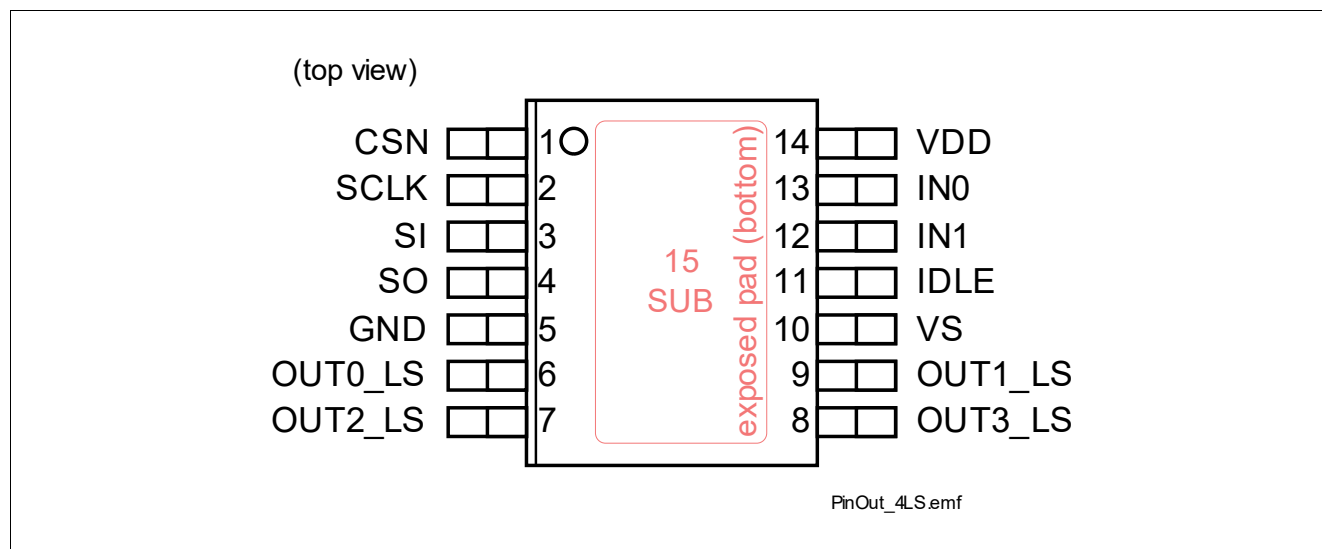 (top view)
CSN 1 14 VDD
SCLK 2 13 IN0
SI 3 12 IN1
SO 4 11 IDLE
GND 5 10 VS
OUT0_LS 6 9 OUT1_LS
OUT2_LS 7 8 OUT3_LS
15
SUB
exposed pad (bottom)
PinOut_4LS.emf